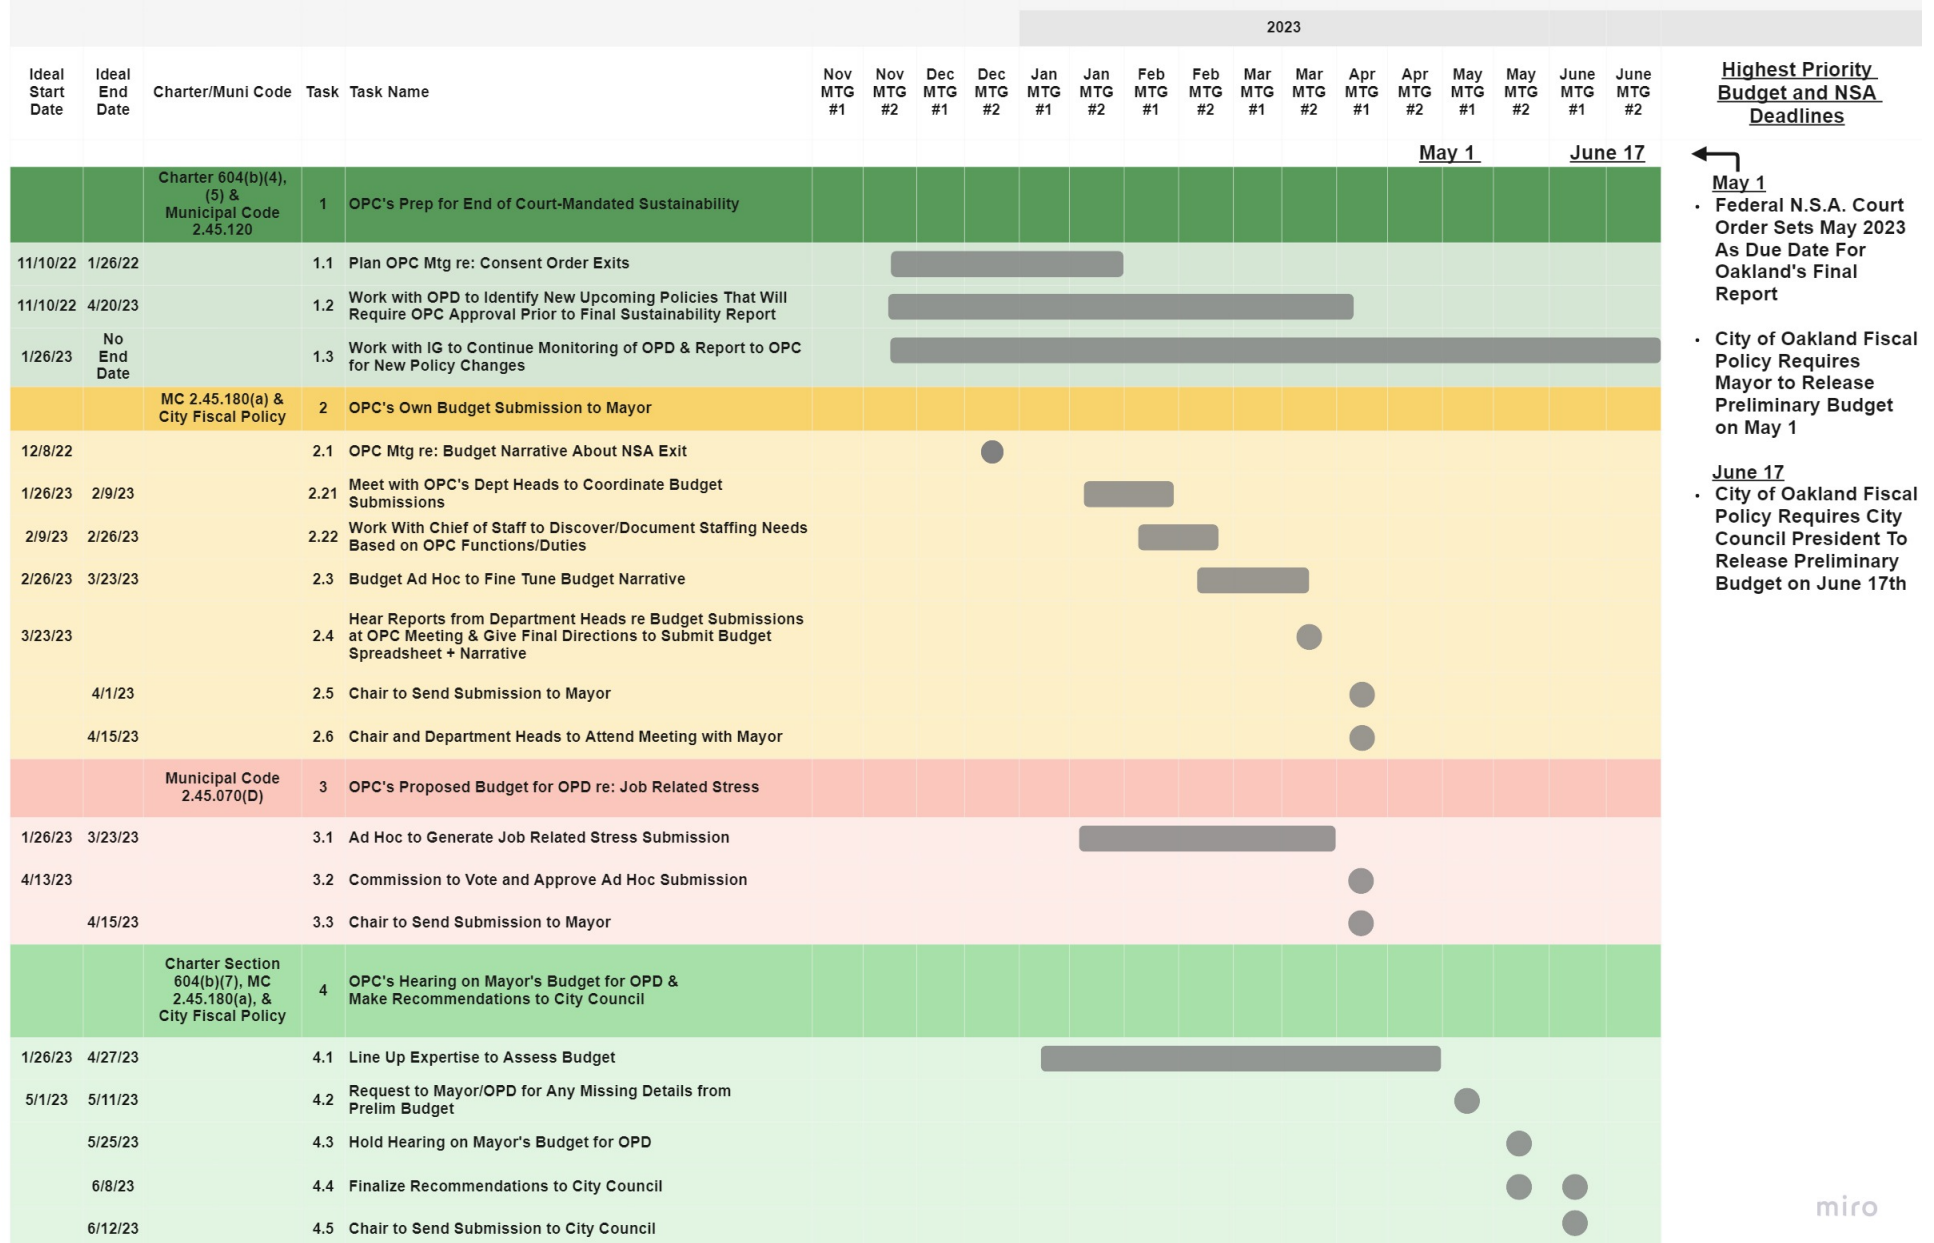 2023
Ideal Start Date
Ideal End Date
Charter/Muni Code
Task
Task Name
Nov MTG #1
Nov MTG #2
Dec MTG #1
Dec MTG #2
Jan MTG #1
Jan MTG #2
Feb MTG #1
Feb MTG #2
Mar MTG #1
Mar MTG #2
Apr MTG #1
Apr MTG #2
May MTG #1
May MTG #2
June MTG #1
June MTG #2
May 1
June 17
Charter 604(b)(4),
(5) &
Municipal Code
2.45.120
1 OPC's Prep for End of Court-Mandated Sustainability
11/10/22 1/26/22 1.1 Plan OPC Mtg re: Consent Order Exits
11/10/22 4/20/23 1.2 Work with OPD to Identify New Upcoming Policies That Will
Require OPC Approval Prior to Final Sustainability Report
1/26/23 No End Date 1.3 Work with IG to Continue Monitoring of OPD & Report to OPC
for New Policy Changes
MC 2.45.180(a) &
City Fiscal Policy
2 OPC's Own Budget Submission to Mayor
12/8/22 2.1 OPC Mtg re: Budget Narrative About NSA Exit
1/26/23 2/9/23 2.21 Meet with OPC's Dept Heads to Coordinate Budget
Submissions
2/9/23 2/26/23 2.22 Work With Chief of Staff to Discover/Document Staffing Needs
Based on OPC Functions/Duties
2/26/23 3/23/23 2.3 Budget Ad Hoc to Fine Tune Budget Narrative
3/23/23 2.4 Hear Reports from Department Heads re Budget Submissions
at OPC Meeting & Give Final Directions to Submit Budget
Spreadsheet + Narrative
4/1/23 2.5 Chair to Send Submission to Mayor
4/15/23 2.6 Chair and Department Heads to Attend Meeting with Mayor
Municipal Code
2.45.070(D)
3 OPC's Proposed Budget for OPD re: Job Related Stress
1/26/23 3/23/23 3.1 Ad Hoc to Generate Job Related Stress Submission
4/13/23 3.2 Commission to Vote and Approve Ad Hoc Submission
4/15/23 3.3 Chair to Send Submission to Mayor
Charter Section
604(b)(7), MC
2.45.180(a), &
City Fiscal Policy
4 OPC's Hearing on Mayor's Budget for OPD &
Make Recommendations to City Council
1/26/23 4/27/23 4.1 Line Up Expertise to Assess Budget
5/1/23 5/11/23 4.2 Request to Mayor/OPD for Any Missing Details from
Prelim Budget
5/25/23 4.3 Hold Hearing on Mayor's Budget for OPD
6/8/23 4.4 Finalize Recommendations to City Council
6/12/23 4.5 Chair to Send Submission to City Council
Highest Priority
Budget and NSA
Deadlines
May 1
• Federal N.S.A. Court
Order Sets May 2023
As Due Date For
Oakland's Final
Report
• City of Oakland Fiscal
Policy Requires
Mayor to Release
Preliminary Budget
on May 1
June 17
• City of Oakland Fiscal
Policy Requires City
Council President To
Release Preliminary
Budget on June 17th
miro